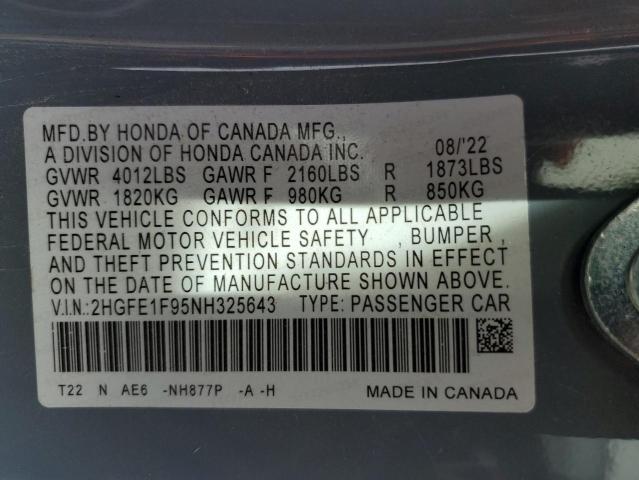 MFD.BY HONDA OF CANADA MFG., 08/'22
A DIVISION OF HONDA CANADA INC.
GVWR 4012LBS GAWR F 2160LBS R 1873LBS
GVWR 1820KG GAWR F 980KG R 850KG
THIS VEHICLE CONFORMS TO ALL APPLICABLE
FEDERAL MOTOR VEHICLE SAFETY , BUMPER ,
AND THEFT PREVENTION STANDARDS IN EFFECT
ON THE DATE OF MANUFACTURE SHOWN ABOVE.
V.I.N.:2HGFE1F95NH325643 TYPE: PASSENGER CAR
T22 N AE6 -NH877P -A -H MADE IN CANADA